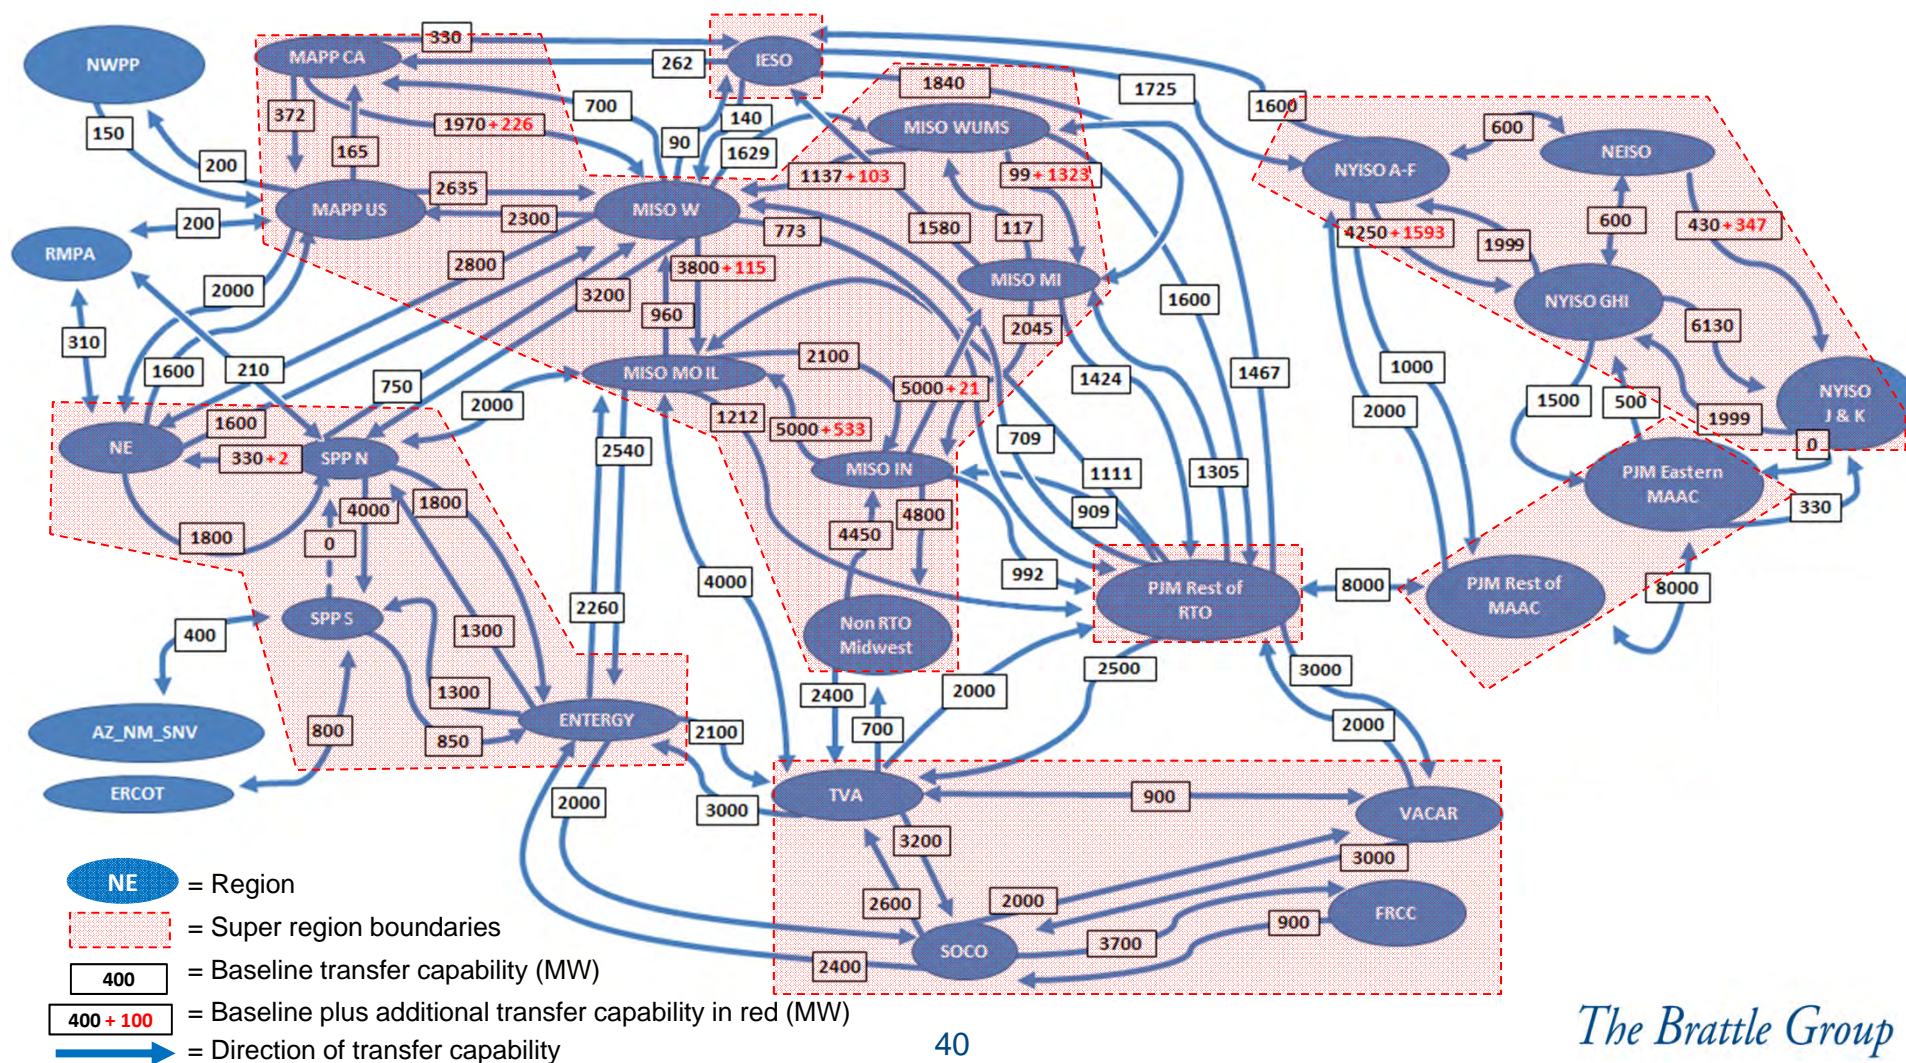 330
NWPP
MAPP CA
IESO
262
1840
1725
1600
700
372
1970 + 226
140
90
1629
MISO WUMS
600
NEISO
150
165
200
1137 + 103
99 + 1323
NYISO A-F
2635
MAPP US
2300
MISO W
773
1580
117
4250 + 1593
1999
600
430 + 347
200
RMPA
2800
3800 + 115
MISO MI
2000
3200
960
2045
1600
NYISO GHI
6130
310
1600
210
750
MISO MO IL
2100
1424
1467
1000
5000 + 21
2000
1500
500
1999
NYISO
J & K
2000
1212
5000 + 533
1600
NE
330 + 2
SPP N
2540
709
1111
1305
0
MISO IN
PJM Eastern
MAAC
1800
4000
4450
4800
909
330
1800
0
992
4000
PJM Rest of
RTO
8000
PJM Rest of
MAAC
8000
2260
SPP S
400
1300
Non RTO
Midwest
1300
2500
3000
2400
2000
ENTERGY
AZ_NM_SNV
800
850
2100
700
2000
ERCOT
2000
3000
TVA
900
VACAR
3200
3000
2600
2000
900
FRCC
3700
2400
SOCO
NE
= Region
= Super region boundaries
400
= Baseline transfer capability (MW)
400 + 100
= Baseline plus additional transfer capability in red (MW)
= Direction of transfer capability
40
The Brattle Group